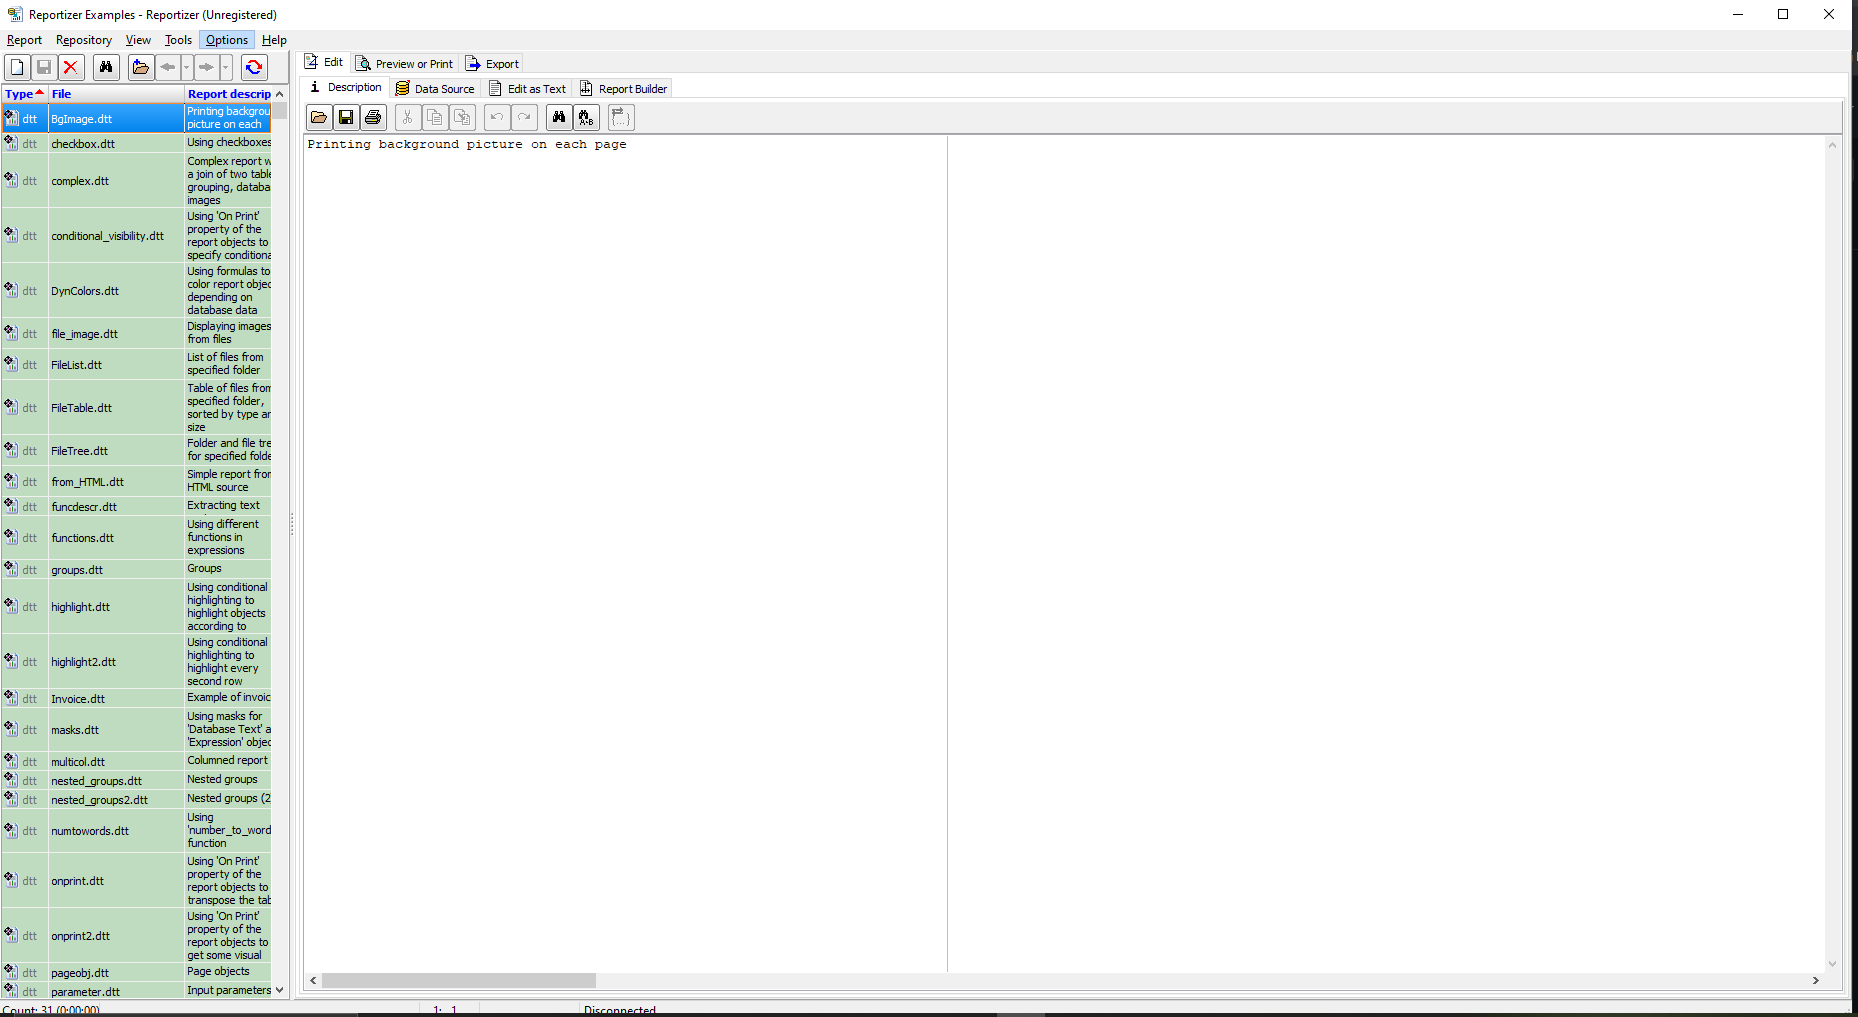 Reportizer Examples - Reportizer (Unregistered)
Report Repository View Tools Options Help
Edit Preview or Print Export
Description Data Source Edit as Text Report Builder
Type File Report descrip
dtt BgImage.dtt Printing backgrou
picture on each
dtt checkbox.dtt Using checkboxes
dtt complex.dtt Complex report w
a join of two table
grouping, databa
images
dtt conditional_visibility.dtt Using 'On Print'
property of the
report objects to
specify conditiona
dtt DynColors.dtt Using formulas to
color report objec
depending on
database data
dtt file_image.dtt Displaying images
from files
dtt FileList.dtt List of files from
specified folder
dtt FileTable.dtt Table of files from
specified folder,
sorted by type an
size
dtt FileTree.dtt Folder and file tre
for specified folde
dtt from_HTML.dtt Simple report from
HTML source
dtt funcdescr.dtt Extracting text
dtt functions.dtt Using different
functions in
expressions
dtt groups.dtt Groups
dtt highlight.dtt Using conditional
highlighting to
highlight objects
according to
dtt highlight2.dtt Using conditional
highlighting to
highlight every
second row
dtt Invoice.dtt Example of invoic
dtt masks.dtt Using masks for
'Database Text' a
'Expression' objec
dtt multicol.dtt Columned report
dtt nested_groups.dtt Nested groups
dtt nested_groups2.dtt Nested groups (2
dtt numtowords.dtt Using
'number_to_word
function
dtt onprint.dtt Using 'On Print'
property of the
report objects to
transpose the tab
dtt onprint2.dtt Using 'On Print'
property of the
report objects to
get some visual
dtt pageobj.dtt Page objects
dtt parameter.dtt Input parameters
Printing background picture on each page
Count: 31 (0:00:00) 1: 1 Disconnected